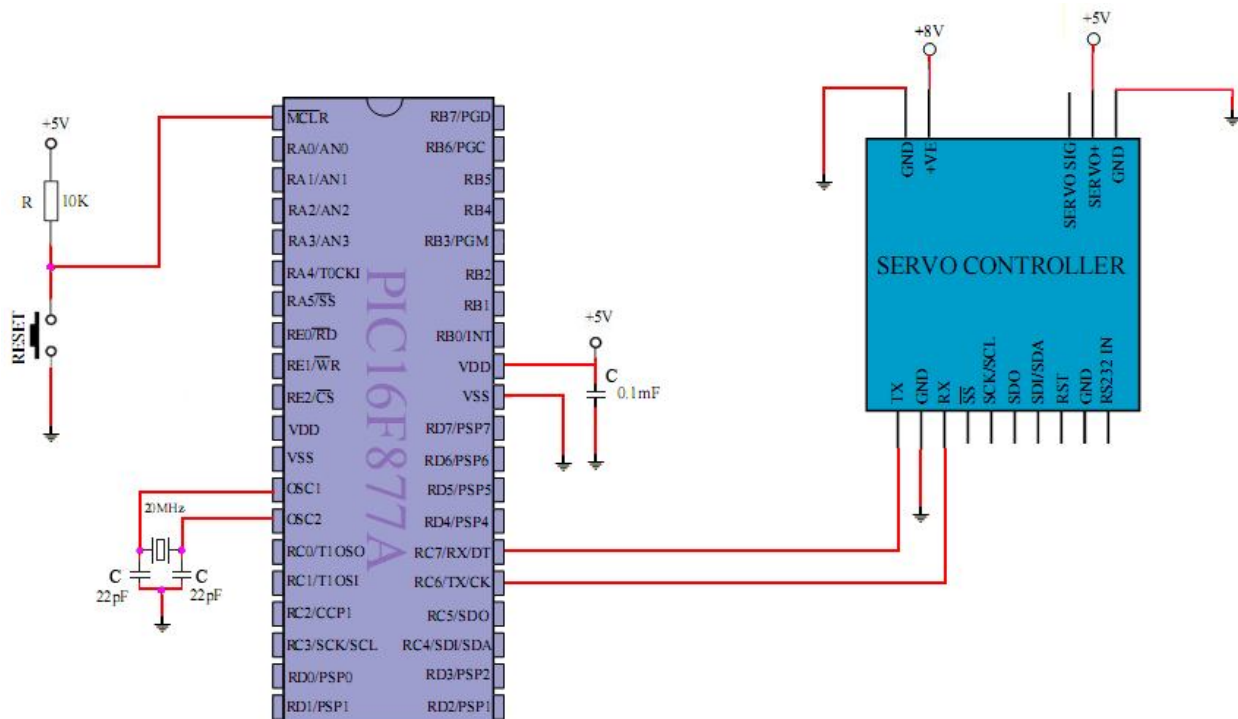 +5V
R
10K
RESET
20MHz
C
22pF
C
22pF
MCLR
RA0/AN0
RA1/AN1
RA2/AN2
RA3/AN3
RA4/T0CKI
RA5/SS
RE0/RD
RE1/WR
RE2/CS
VDD
VSS
OSC1
OSC2
RC0/T1OSO
RC1/T1OSI
RC2/CCP1
RC3/SCK/SCL
RD0/PSP0
RD1/PSP1
PIC16F877A
RB7/PGD
RB6/PGC
RB5
RB4
RB3/PGM
RB2
RB1
RB0/INT
VDD
VSS
RD7/PSP7
RD6/PSP6
RD5/PSP5
RD4/PSP4
RC7/RX/DT
RC6/TX/CK
RC5/SDO
RC4/SDI/SDA
RD3/PSP2
RD2/PSP1
+5V
C
0.1mF
+8V
+5V
GND
+VE
SERVO SIG
SERVO+
GND
SERVO CONTROLLER
TX
GND
RX
SS
SCK/SCL
SDO
SDI/SDA
RST
GND
RS232 IN